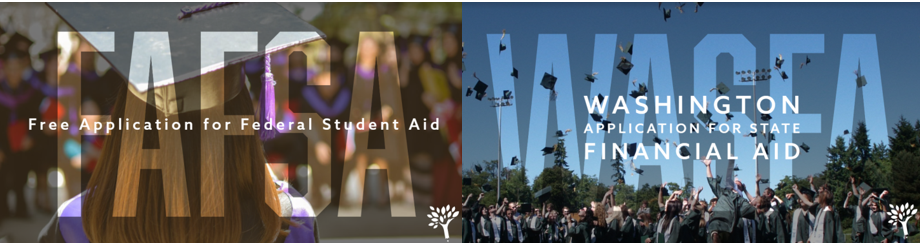 FAFSA
Free Application for Federal Student Aid
WASFA
WASHINGTON
APPLICATION FOR STATE
FINANCIAL AID